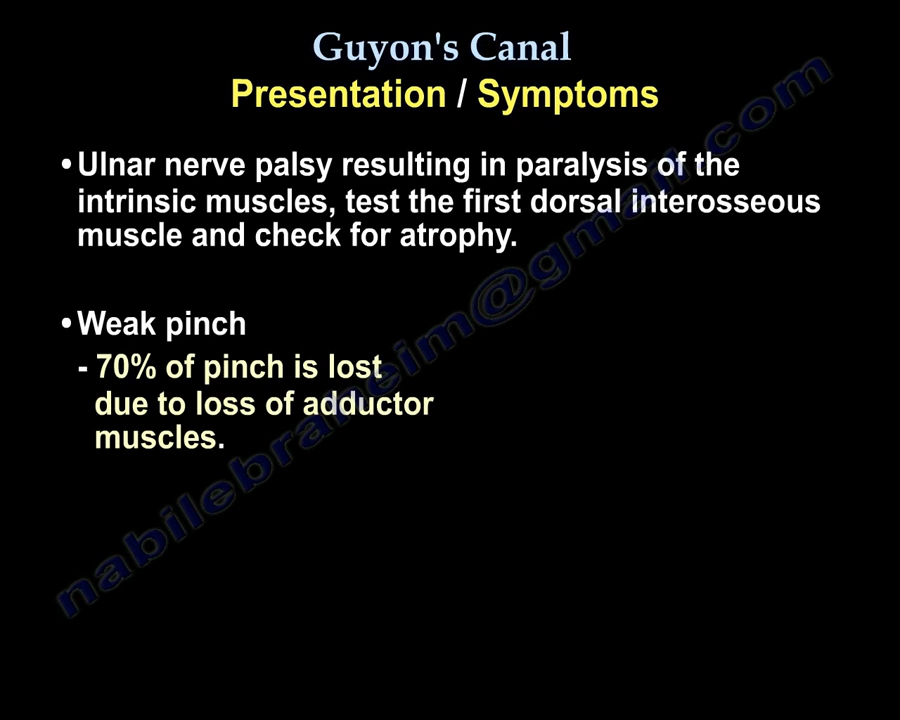 Guyon's Canal
Presentation / Symptoms
• Ulnar nerve palsy resulting in paralysis of the
intrinsic muscles, test the first dorsal interosseous
muscle and check for atrophy.
• Weak pinch
- 70% of pinch is lost
due to loss of adductor
muscles.
nabilebraheim@gmail.com